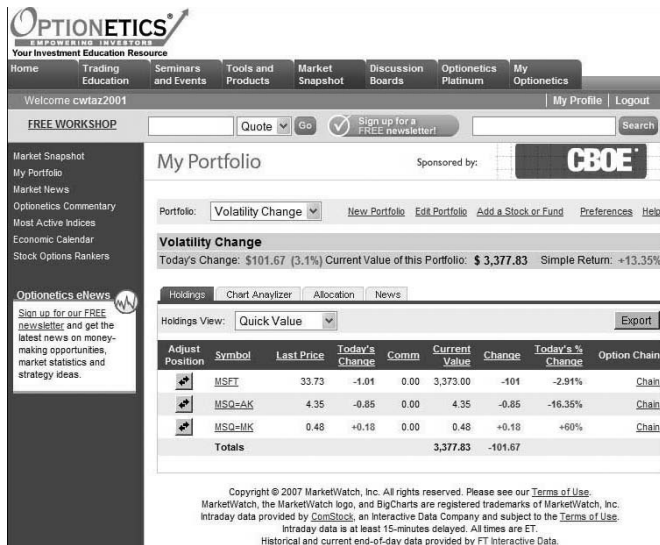 OPTIONETICS®
EMPOWERING INVESTORS
Your Investment Education Resource
Home Trading Education Seminars and Events Tools and Products Market Snapshot Discussion Boards Optionetics Platinum My Optionetics
Welcome cwtaz2001 My Profile | Logout
FREE WORKSHOP Quote Go Sign up for a FREE newsletter! Search
Market Snapshot
My Portfolio
Market News
Optionetics Commentary
Most Active Indices
Economic Calendar
Stock Options Rankers
Optionetics eNews
Sign up for our FREE
newsletter and get the
latest news on money-
making opportunities,
market statistics and
strategy ideas.
My Portfolio Sponsored by: CBOE
Portfolio: Volatility Change New Portfolio Edit Portfolio Add a Stock or Fund Preferences Help
Volatility Change
Today's Change: $101.67 (3.1%) Current Value of this Portfolio: $ 3,377.83 Simple Return: +13.35%
Holdings Chart Anaylizer Allocation News
Holdings View: Quick Value Export
Adjust Position Symbol Last Price Today's Change Comm Current Value Change Today's % Change Option Chain
MSFT 33.73 -1.01 0.00 3,373.00 -101 -2.91% Chain
MSQ=AK 4.35 -0.85 0.00 4.35 -0.85 -16.35% Chain
MSQ=MK 0.48 +0.18 0.00 0.48 +0.18 +60% Chain
Totals 3,377.83 -101.67
Copyright © 2007 MarketWatch, Inc. All rights reserved. Please see our Terms of Use.
MarketWatch, the MarketWatch logo, and BigCharts are registered trademarks of MarketWatch, Inc.
Intraday data provided by ComStock, an Interactive Data Company and subject to the Terms of Use.
Intraday data is at least 15-minutes delayed. All times are ET.
Historical and current end-of-day data provided by FT Interactive Data.